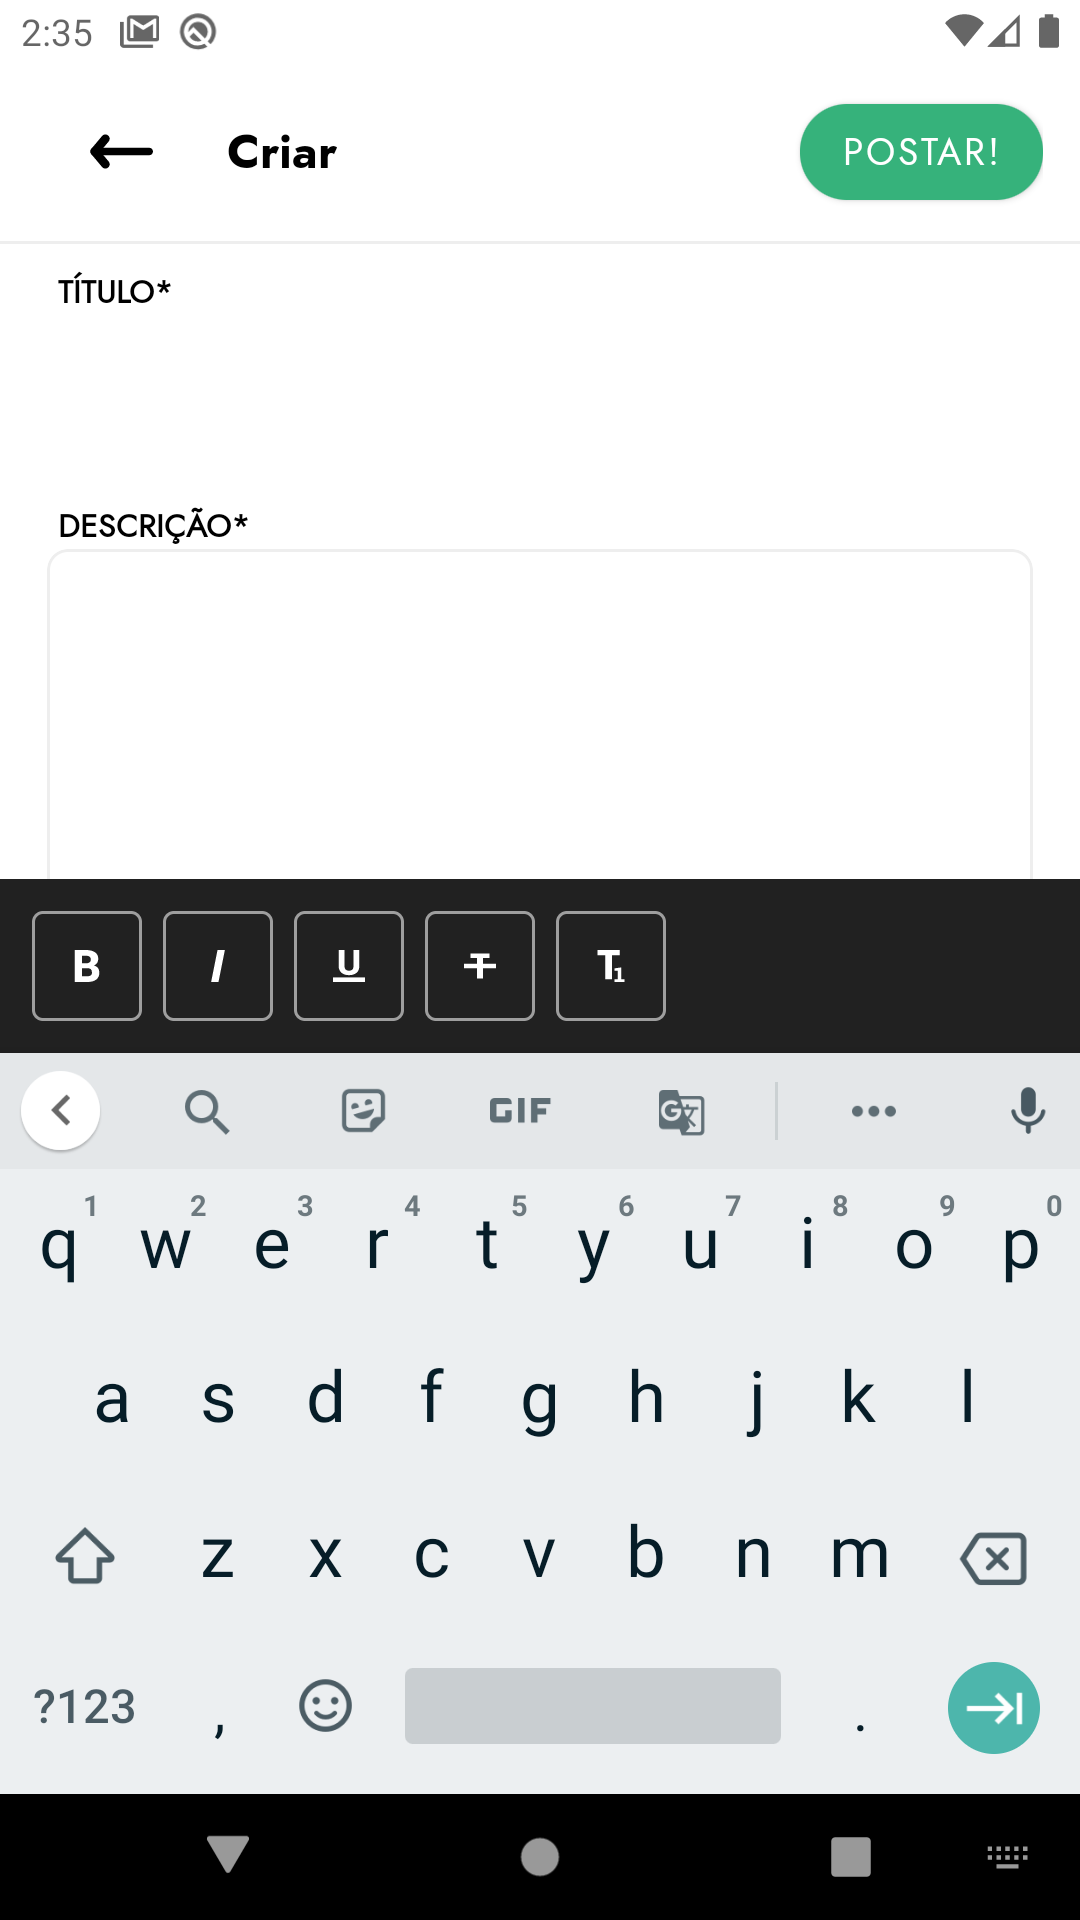 2:35
Criar
POSTAR!
TÍTULO*
DESCRIÇÃO*
B I U T T1
GIF G
1 2 3 4 5 6 7 8 9 0
q w e r t y u i o p
a s d f g h j k l
z x c v b n m
?123 , .